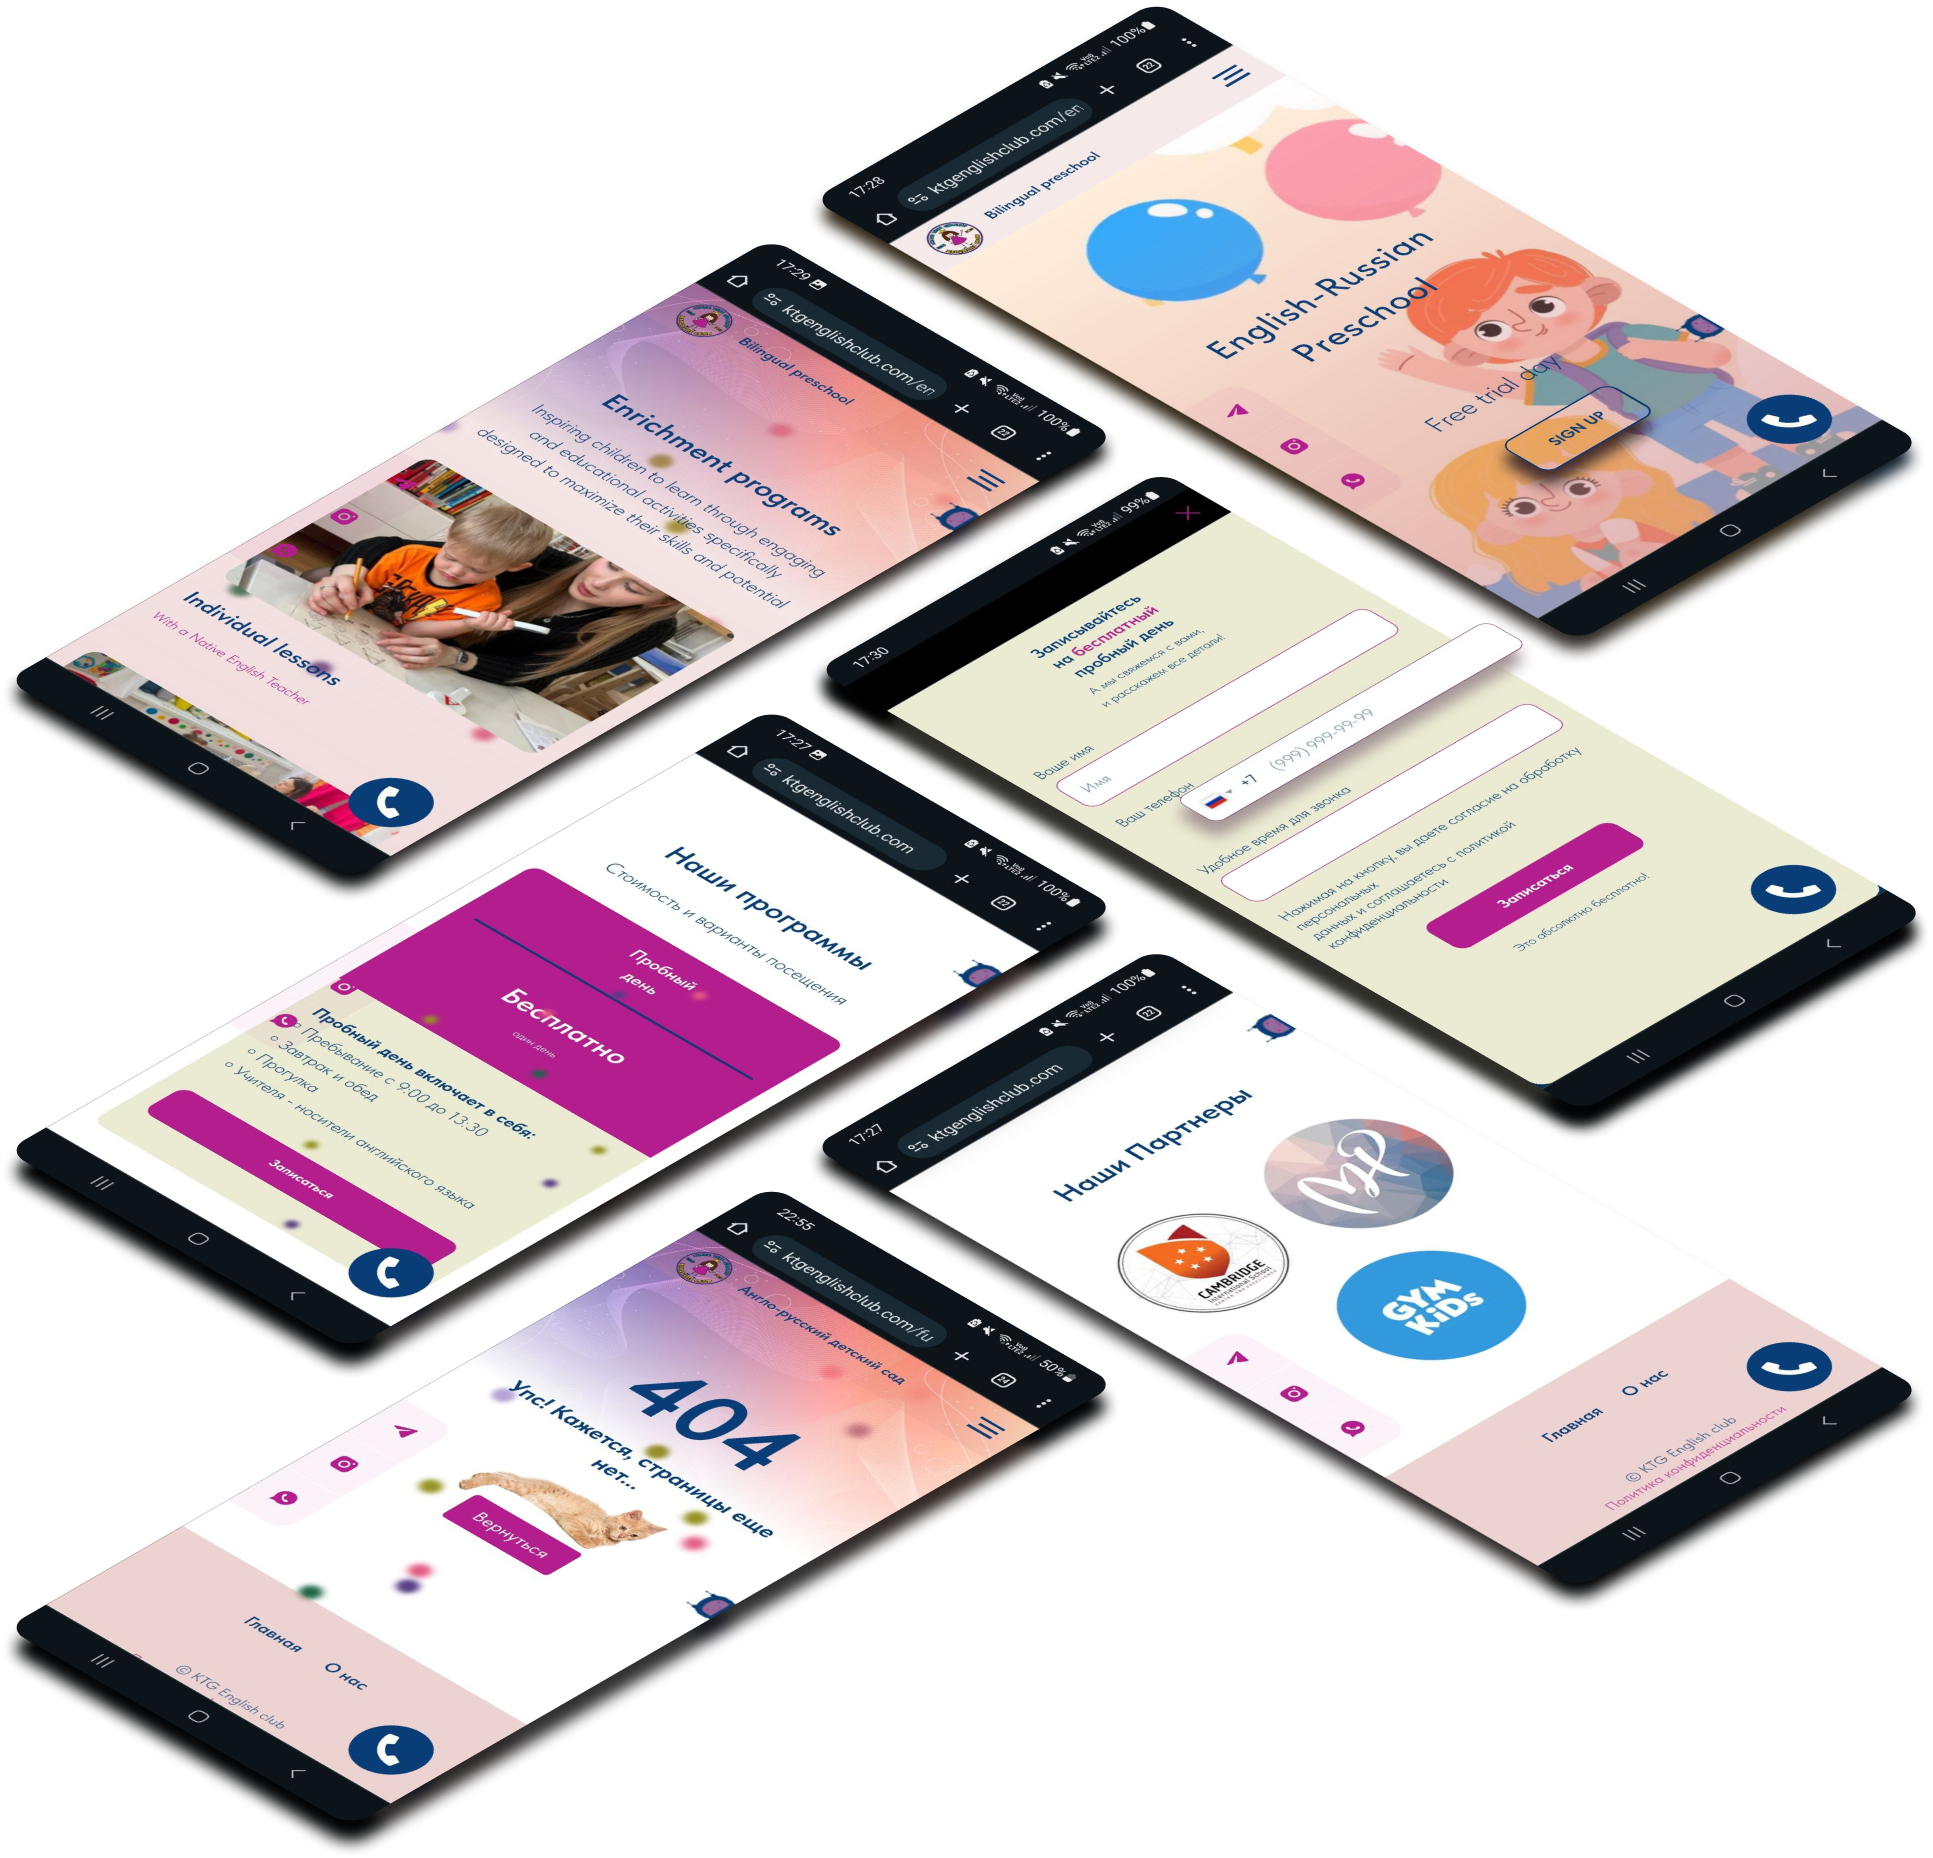 17:28
100%
ktgenglishclub.com/en
22
Bilingual preschool
English-Russian
Preschool
Free trial day
SIGN UP
17:29
100%
ktgenglishclub.com/en
22
Bilingual preschool
Enrichment programs
Inspiring children to learn through engaging
and educational activities specifically
designed to maximize their skills and potential
Individual lessons
With a Native English Teacher
17:30
99%
Записывайтесь
на бесплатный
пробный день
А мы свяжемся с вами,
и расскажем все детали!
Ваше имя
Имя
Ваш телефон
+7 (999) 999-99-99
Удобное время для звонка
Нажимая на кнопку, вы даете согласие на обработку
персональных
данных и соглашаетесь с политикой
конфиденциальности
Записаться
Это абсолютно бесплатно!
17:27
100%
ktgenglishclub.com
22
Наши программы
Стоимость и варианты посещения
Пробный
день
Бесплатно
один день
Пробный день включает в себя:
Пребывание с 9:00 до 13:30
Завтрак и обед
Прогулка
Учителя - носители английского языка
Записаться
17:27
100%
ktgenglishclub.com
22
Наши Партнеры
CAMBRIDGE
International School
GYM
KiDs
Главная
О нас
© KTG English club
Политика конфиденциальности
22:55
50%
ktgenglishclub.com/fu
24
Англо-русский детский сад
404
Упс! Кажется, страницы еще
нет...
Вернуться
Главная
О нас
© KTG English club